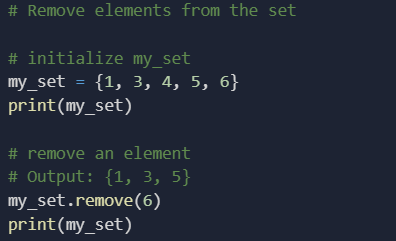 # Remove elements from the set
# initialize my_set
my_set = {1, 3, 4, 5, 6}
print(my_set)
# remove an element
# Output: {1, 3, 5}
my_set.remove(6)
print(my_set)